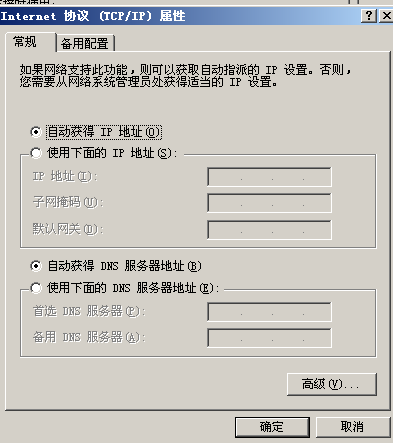 Internet 协议 (TCP/IP) 属性
常规 备用配置
如果网络支持此功能，则可以获取自动指派的 IP 设置。否则，
您需要从网络系统管理员处获得适当的 IP 设置。
自动获得 IP 地址(O)
使用下面的 IP 地址(S):
IP 地址(I):
子网掩码(U):
默认网关(D):
自动获得 DNS 服务器地址(B)
使用下面的 DNS 服务器地址(E):
首选 DNS 服务器(P):
备用 DNS 服务器(A):
高级(V)...
确定 取消